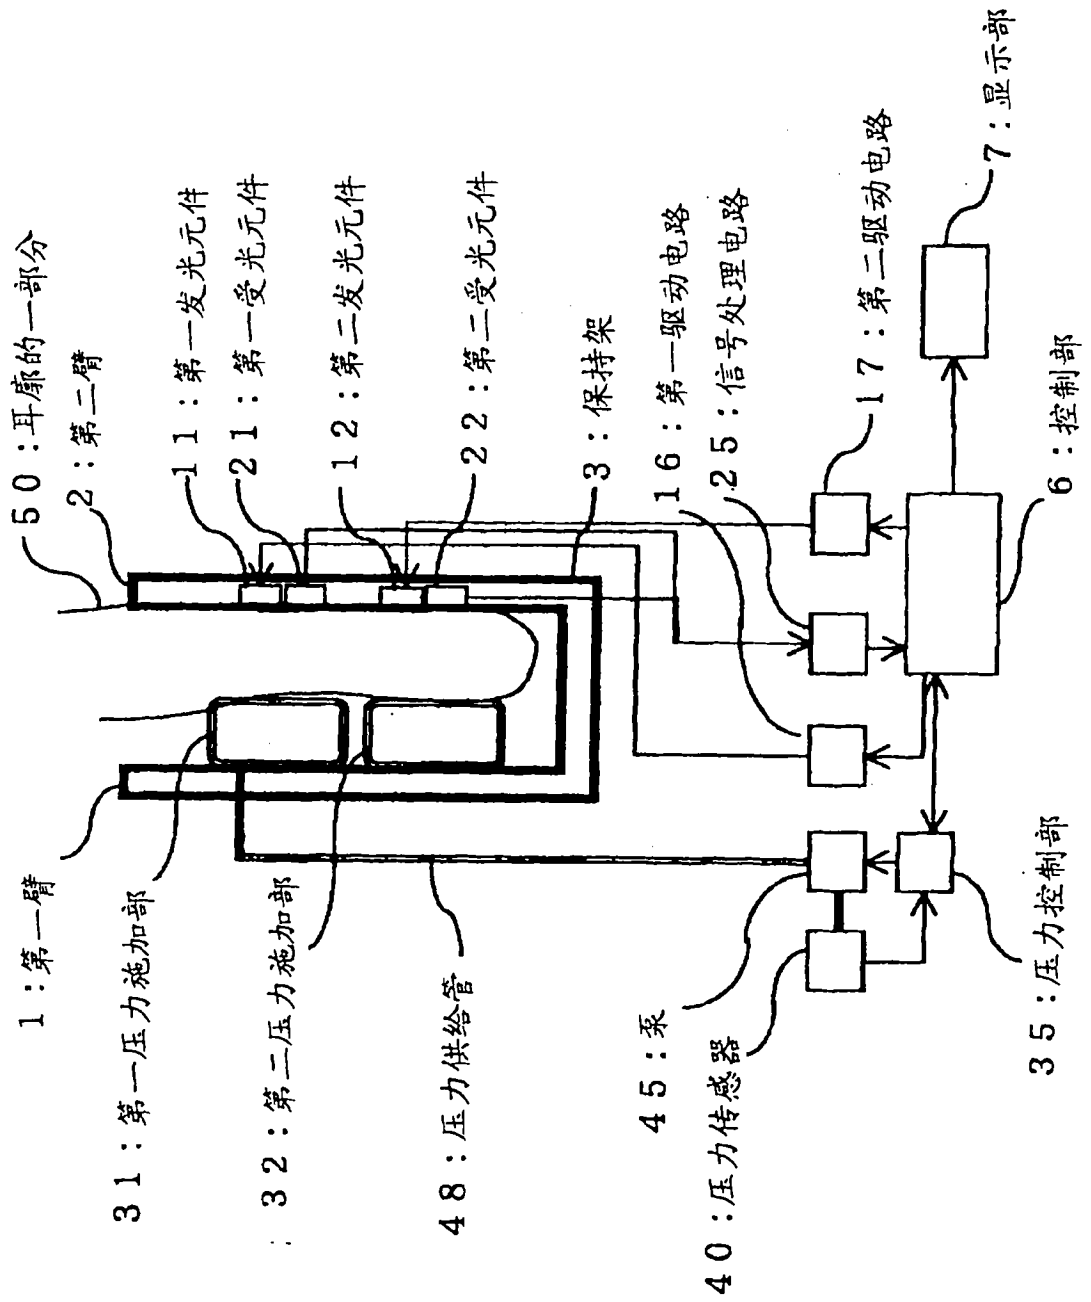 50:耳廓的一部分
2:第二臂
11:第一发光元件
21:第一受光元件
12:第二发光元件
22:第二受光元件
3:保持架
16:第一驱动电路
25:信号处理电路
17:第二驱动电路
7:显示部
6:控制部
1:第一臂
31:第一压力施加部
32:第二压力施加部
48:压力供给管
45:泵
40:压力传感器
35:压力控制部